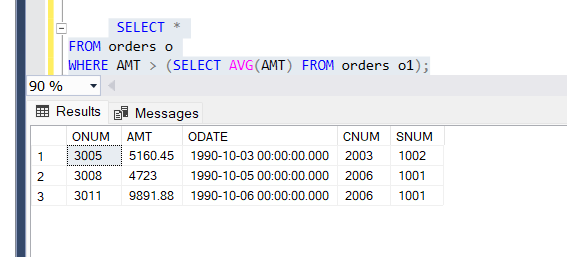 SELECT *
FROM orders o
WHERE AMT > (SELECT AVG(AMT) FROM orders o1);
90 %
Results Messages
ONUM AMT ODATE CNUM SNUM
1 3005 5160.45 1990-10-03 00:00:00.000 2003 1002
2 3008 4723 1990-10-05 00:00:00.000 2006 1001
3 3011 9891.88 1990-10-06 00:00:00.000 2006 1001